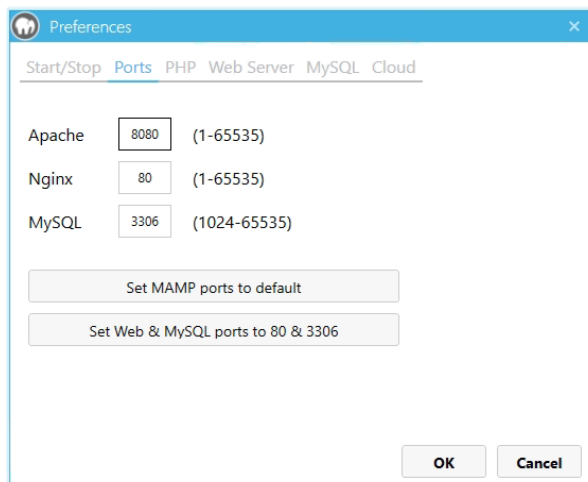 Preferences
Start/Stop Ports PHP Web Server MySQL Cloud
Apache 8080 (1-65535)
Nginx 80 (1-65535)
MySQL 3306 (1024-65535)
Set MAMP ports to default
Set Web & MySQL ports to 80 & 3306
OK Cancel